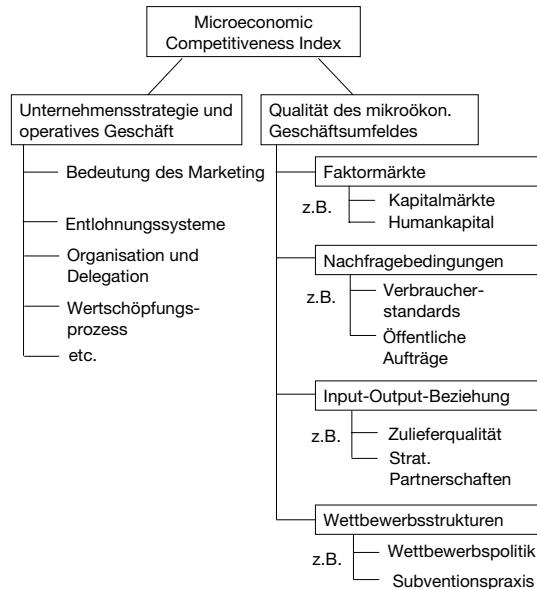 Microeconomic
Competitiveness Index
Unternehmensstrategie und
operatives Geschäft
Bedeutung des Marketing
Entlohnungssysteme
Organisation und
Delegation
Wertschöpfungs-
prozess
etc.
Qualität des mikroökon.
Geschäftsumfeldes
Faktormärkte
z.B.
Kapitalmärkte
Humankapital
Nachfragebedingungen
z.B.
Verbraucher-
standards
Öffentliche
Aufträge
Input-Output-Beziehung
z.B.
Zulieferqualität
Strat.
Partnerschaften
Wettbewerbsstrukturen
z.B.
Wettbewerbspolitik
Subventionspraxis